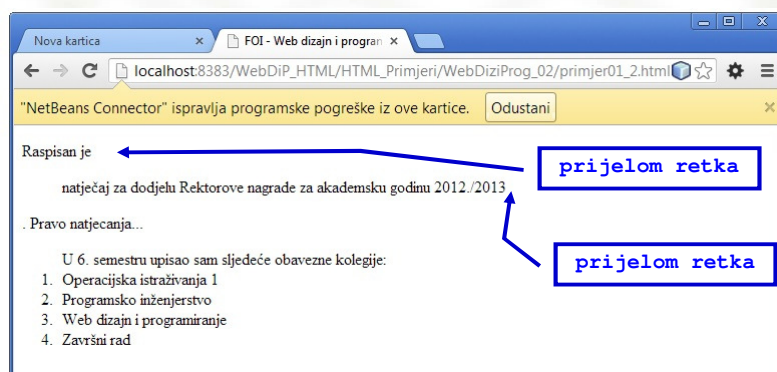 Nova kartica
FOI - Web dizajn i progran
localhost:8383/WebDiP_HTML/HTML_Primjeri/WebDiziProg_02/primjer01_2.html
"NetBeans Connector" ispravlja programske pogreške iz ove kartice. Odustani
Raspisan je
prijelom retka
natječaj za dodjelu Rektorove nagrade za akademsku godinu 2012./2013
. Pravo natjecanja...
prijelom retka
U 6. semestru upisao sam sljedeće obavezne kolegije:
1. Operacijska istraživanja 1
2. Programsko inženjerstvo
3. Web dizajn i programiranje
4. Završni rad